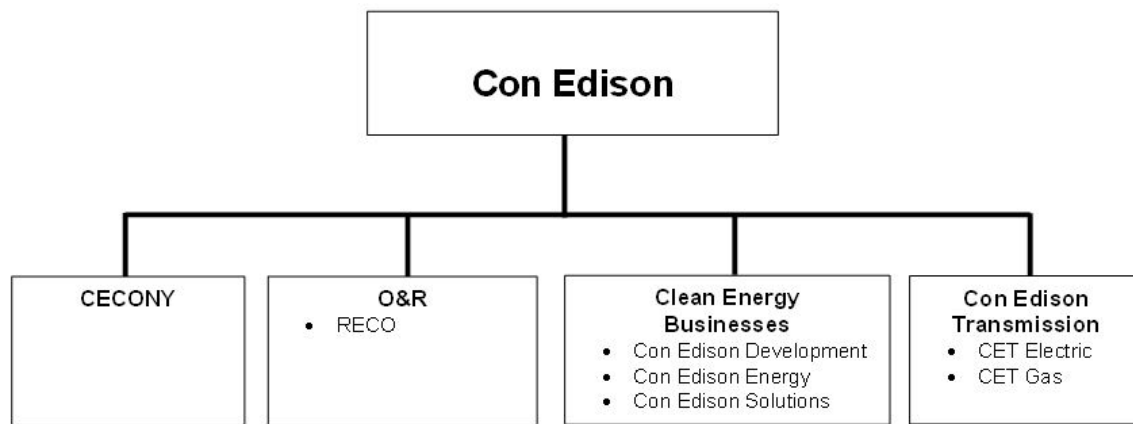 Con Edison
CECONY
O&R
• RECO
Clean Energy
Businesses
• Con Edison Development
• Con Edison Energy
• Con Edison Solutions
Con Edison
Transmission
• CET Electric
• CET Gas